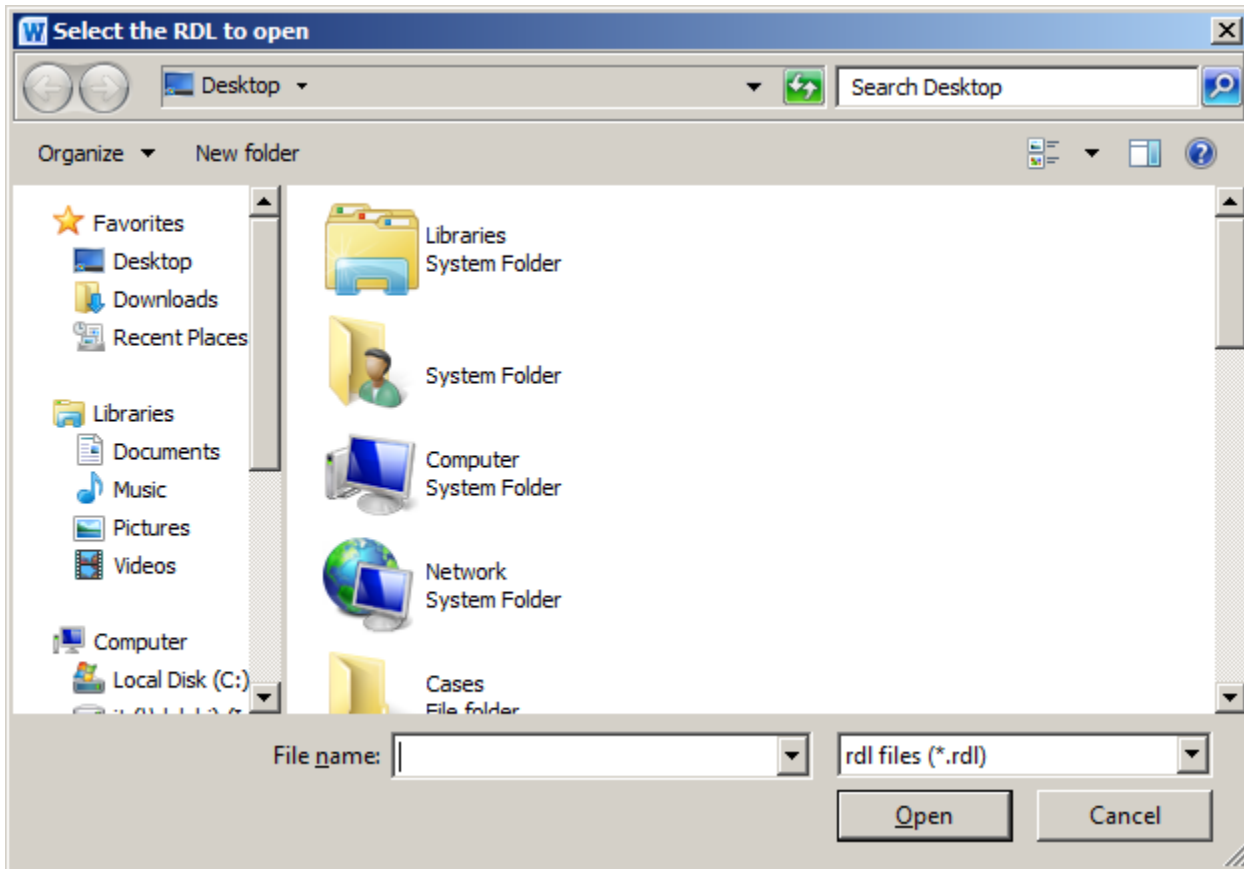 Select the RDL to open
Desktop
Search Desktop
Organize
New folder
Favorites
Desktop
Downloads
Recent Places
Libraries
Documents
Music
Pictures
Videos
Computer
Local Disk (C:)
Libraries
System Folder
System Folder
Computer
System Folder
Network
System Folder
Cases
File folder
File name:
rdl files (*.rdl)
Open
Cancel